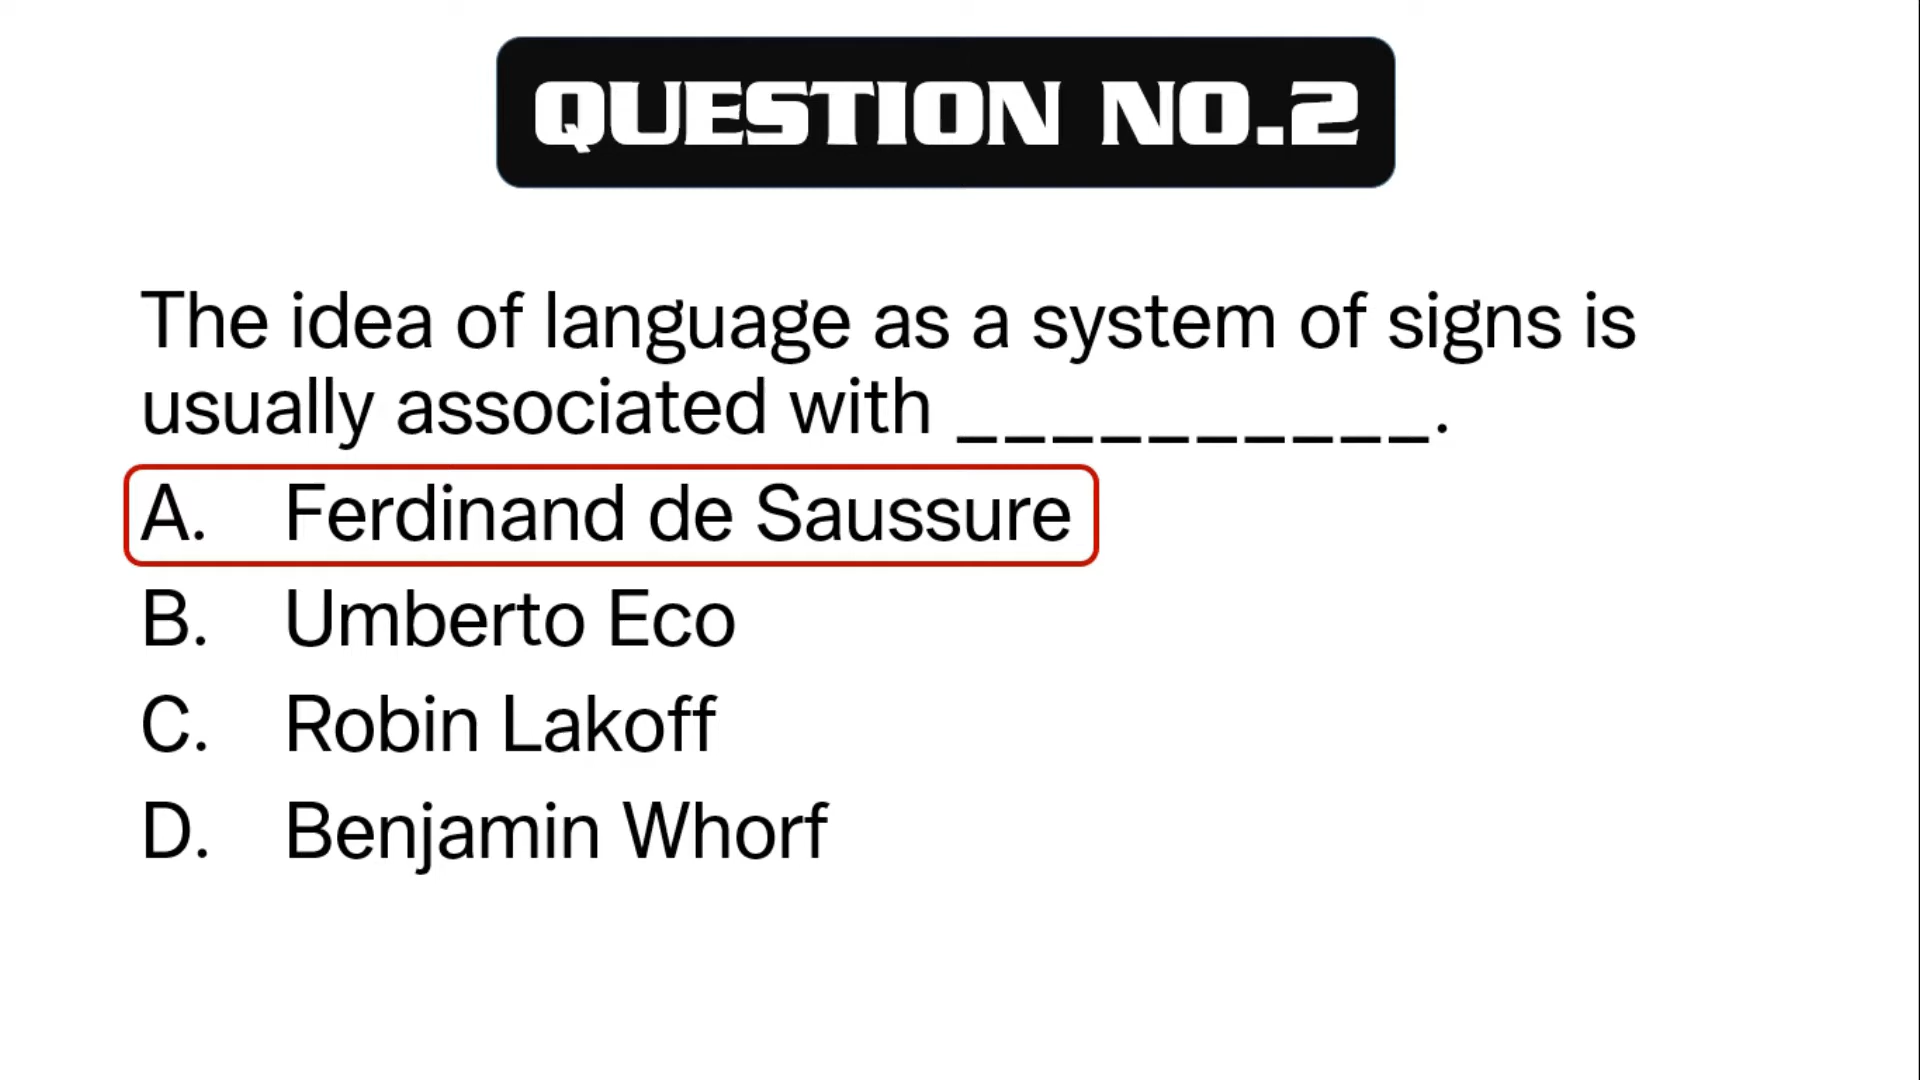 QUESTION NO.2
The idea of language as a system of signs is
usually associated with __________.
A. Ferdinand de Saussure
B. Umberto Eco
C. Robin Lakoff
D. Benjamin Whorf